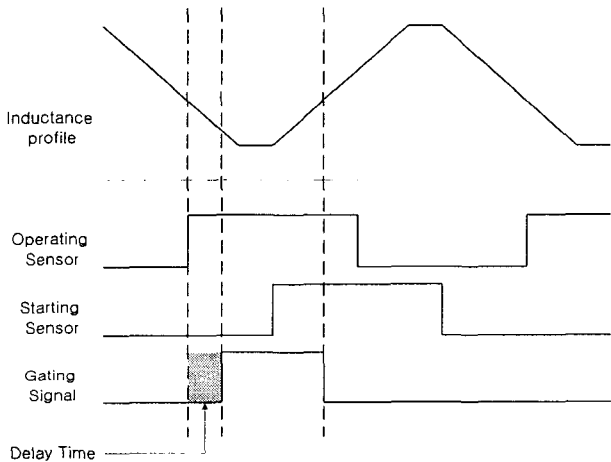 Inductance
profile
Operating
Sensor
Starting
Sensor
Gating
Signal
Delay Time